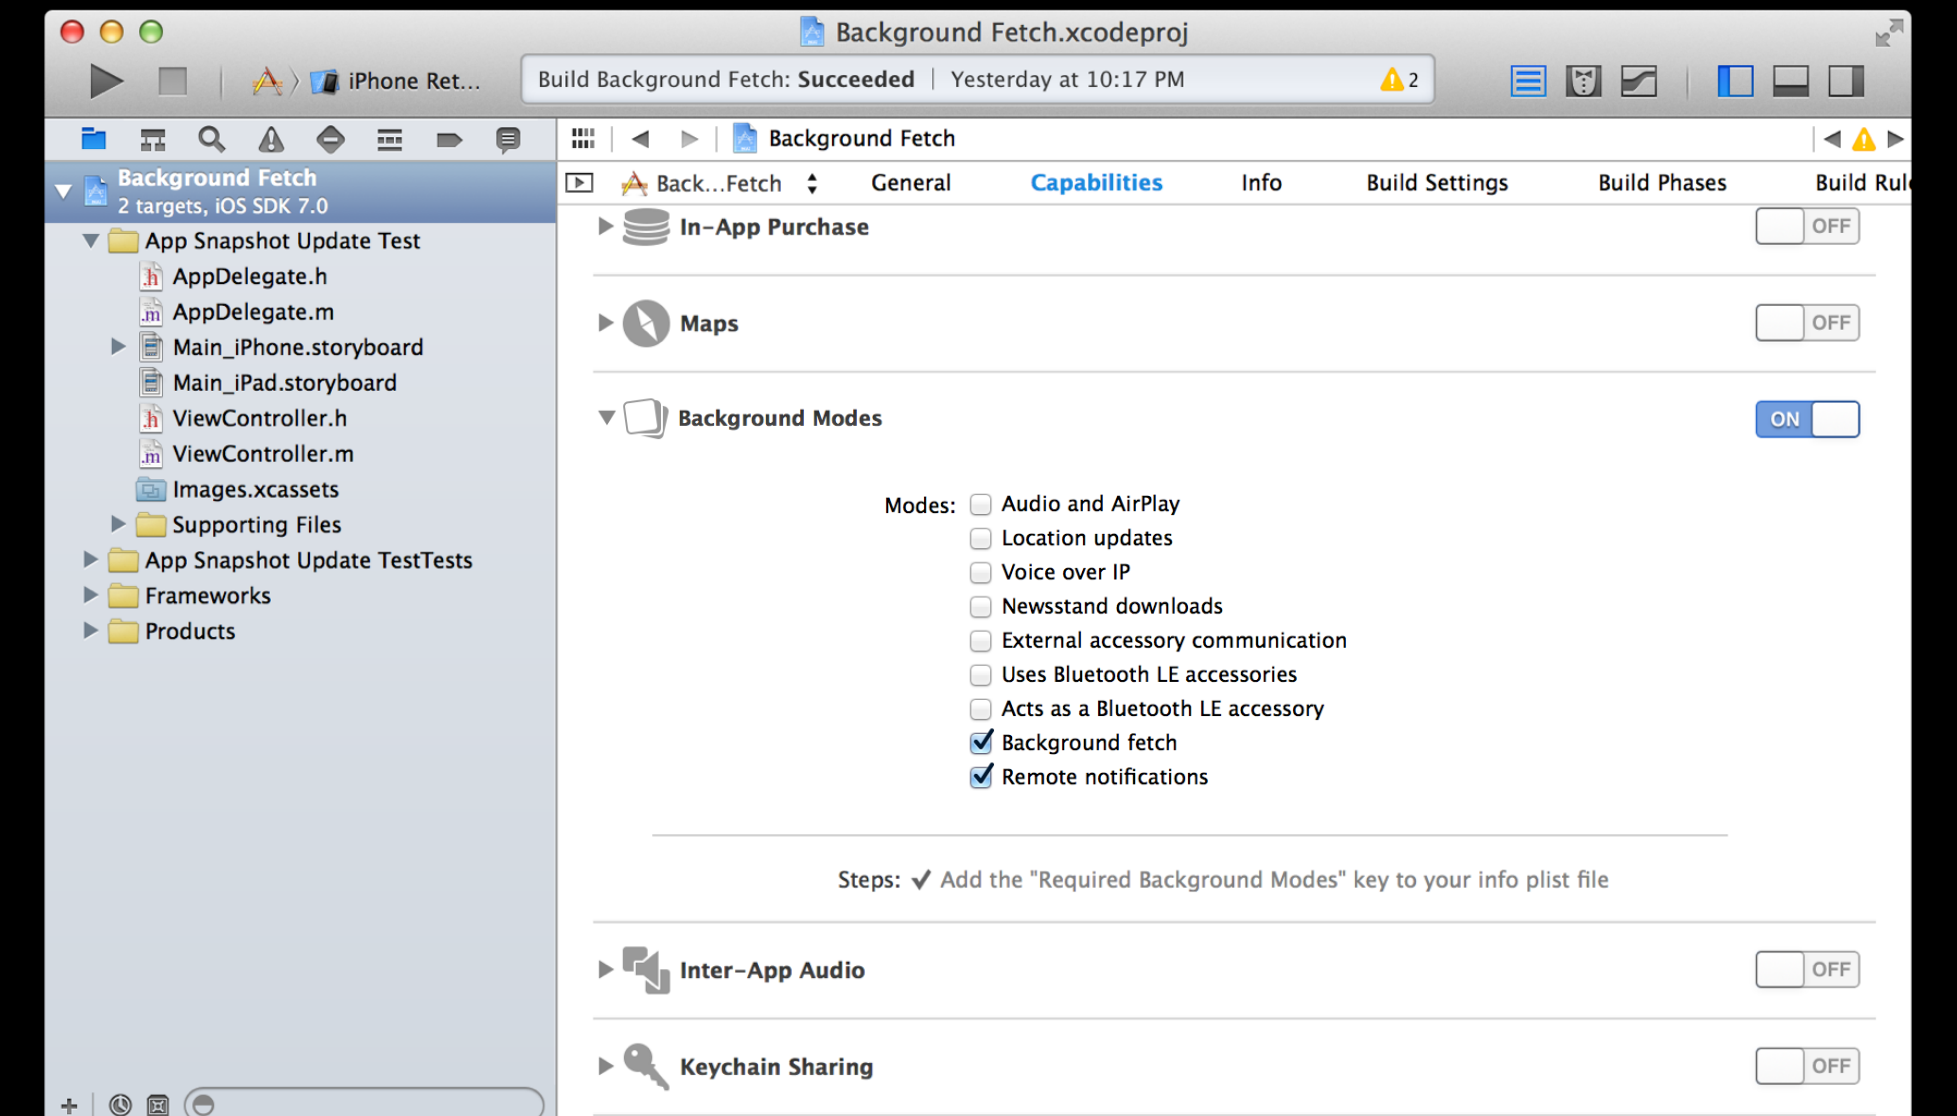 Background Fetch.xcodeproj
iPhone Ret...
Build Background Fetch: Succeeded | Yesterday at 10:17 PM
2
Background Fetch
Background Fetch
2 targets, iOS SDK 7.0
Back...Fetch
General
Capabilities
Info
Build Settings
Build Phases
Build Rul
App Snapshot Update Test
AppDelegate.h
AppDelegate.m
Main_iPhone.storyboard
Main_iPad.storyboard
ViewController.h
ViewController.m
Images.xcassets
Supporting Files
App Snapshot Update TestTests
Frameworks
Products
In-App Purchase
OFF
Maps
OFF
Background Modes
ON
Modes:
Audio and AirPlay
Location updates
Voice over IP
Newsstand downloads
External accessory communication
Uses Bluetooth LE accessories
Acts as a Bluetooth LE accessory
Background fetch
Remote notifications
Steps: ✓ Add the "Required Background Modes" key to your info plist file
Inter-App Audio
OFF
Keychain Sharing
OFF